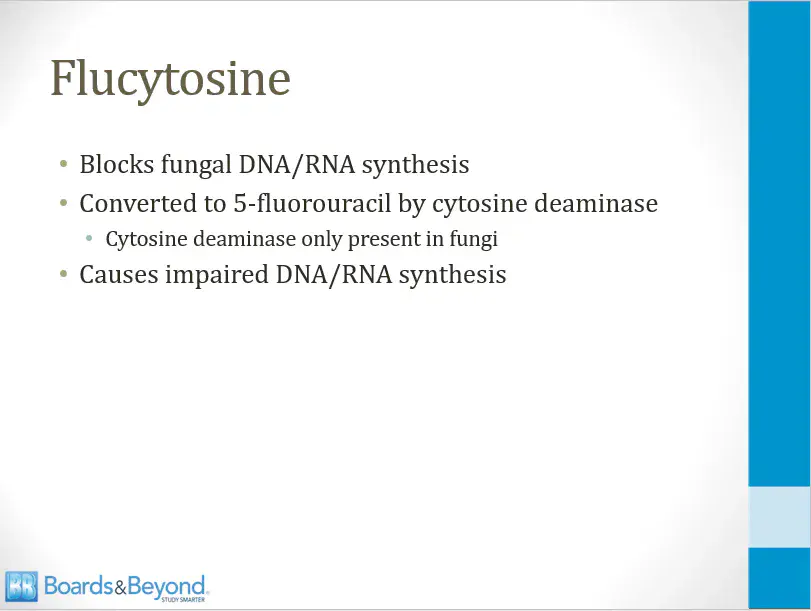 Flucytosine
• Blocks fungal DNA/RNA synthesis
• Converted to 5-fluorouracil by cytosine deaminase
• Cytosine deaminase only present in fungi
• Causes impaired DNA/RNA synthesis
BB Boards&Beyond.
STUDY SMARTER